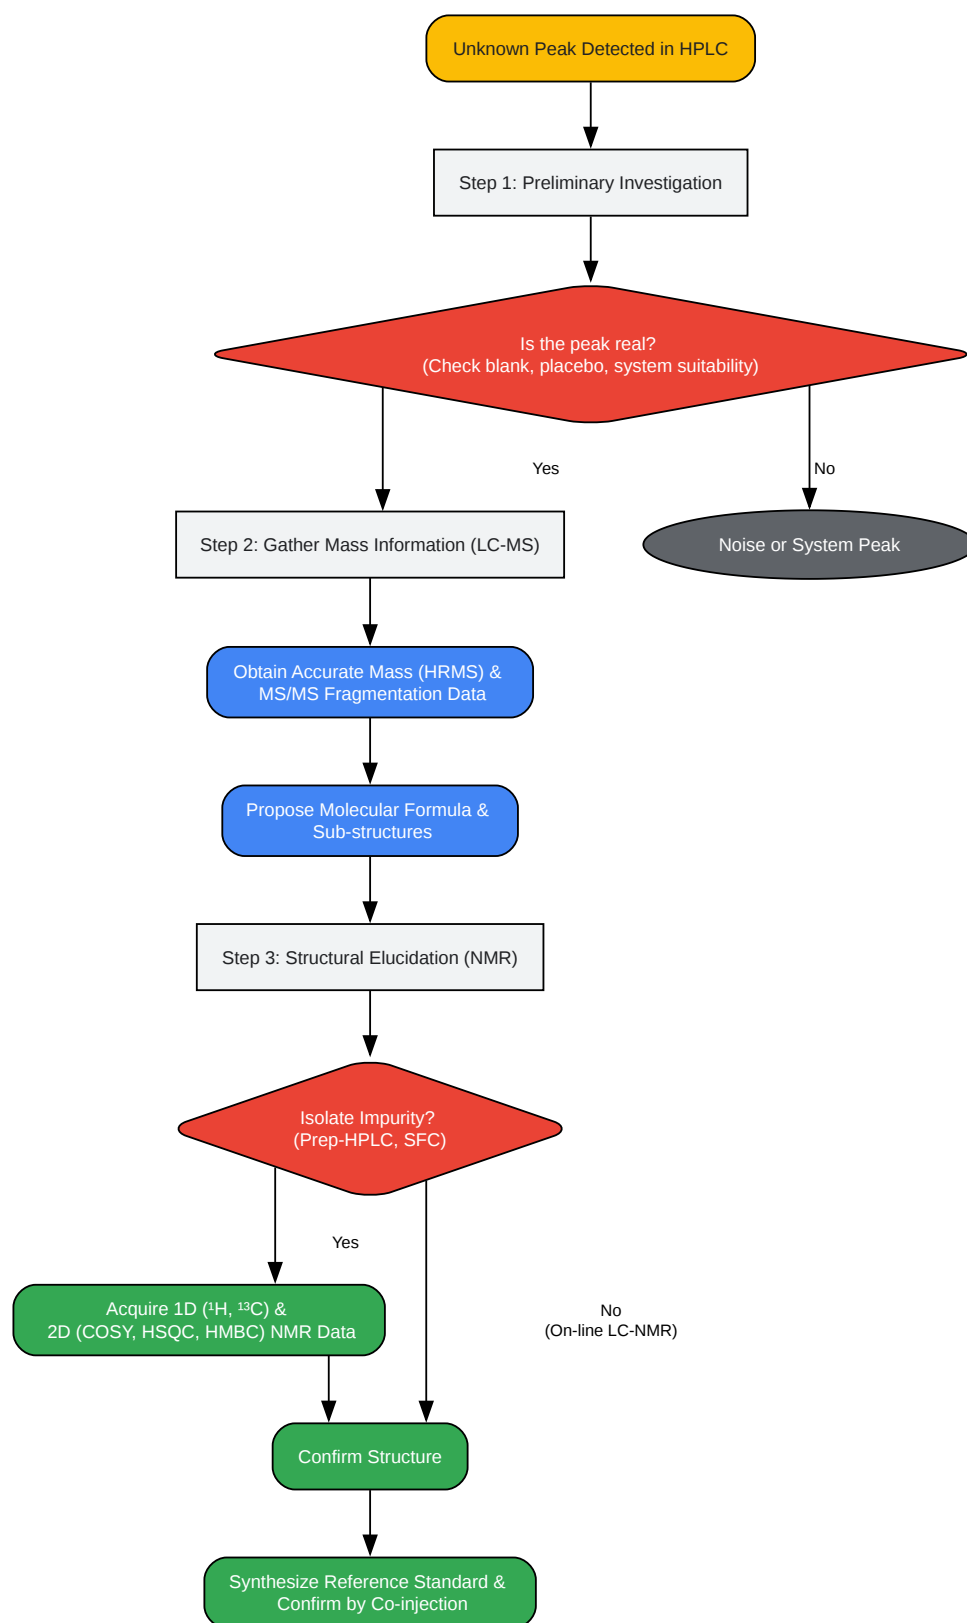 Unknown Peak Detected in HPLC
Step 1: Preliminary Investigation
Is the peak real?
(Check blank, placebo, system suitability)
Yes
No
Step 2: Gather Mass Information (LC-MS)
Noise or System Peak
Obtain Accurate Mass (HRMS) &
MS/MS Fragmentation Data
Propose Molecular Formula &
Sub-structures
Step 3: Structural Elucidation (NMR)
Isolate Impurity?
(Prep-HPLC, SFC)
Yes
Acquire 1D (¹H, ¹³C) &
2D (COSY, HSQC, HMBC) NMR Data
No
(On-line LC-NMR)
Confirm Structure
Synthesize Reference Standard &
Confirm by Co-injection